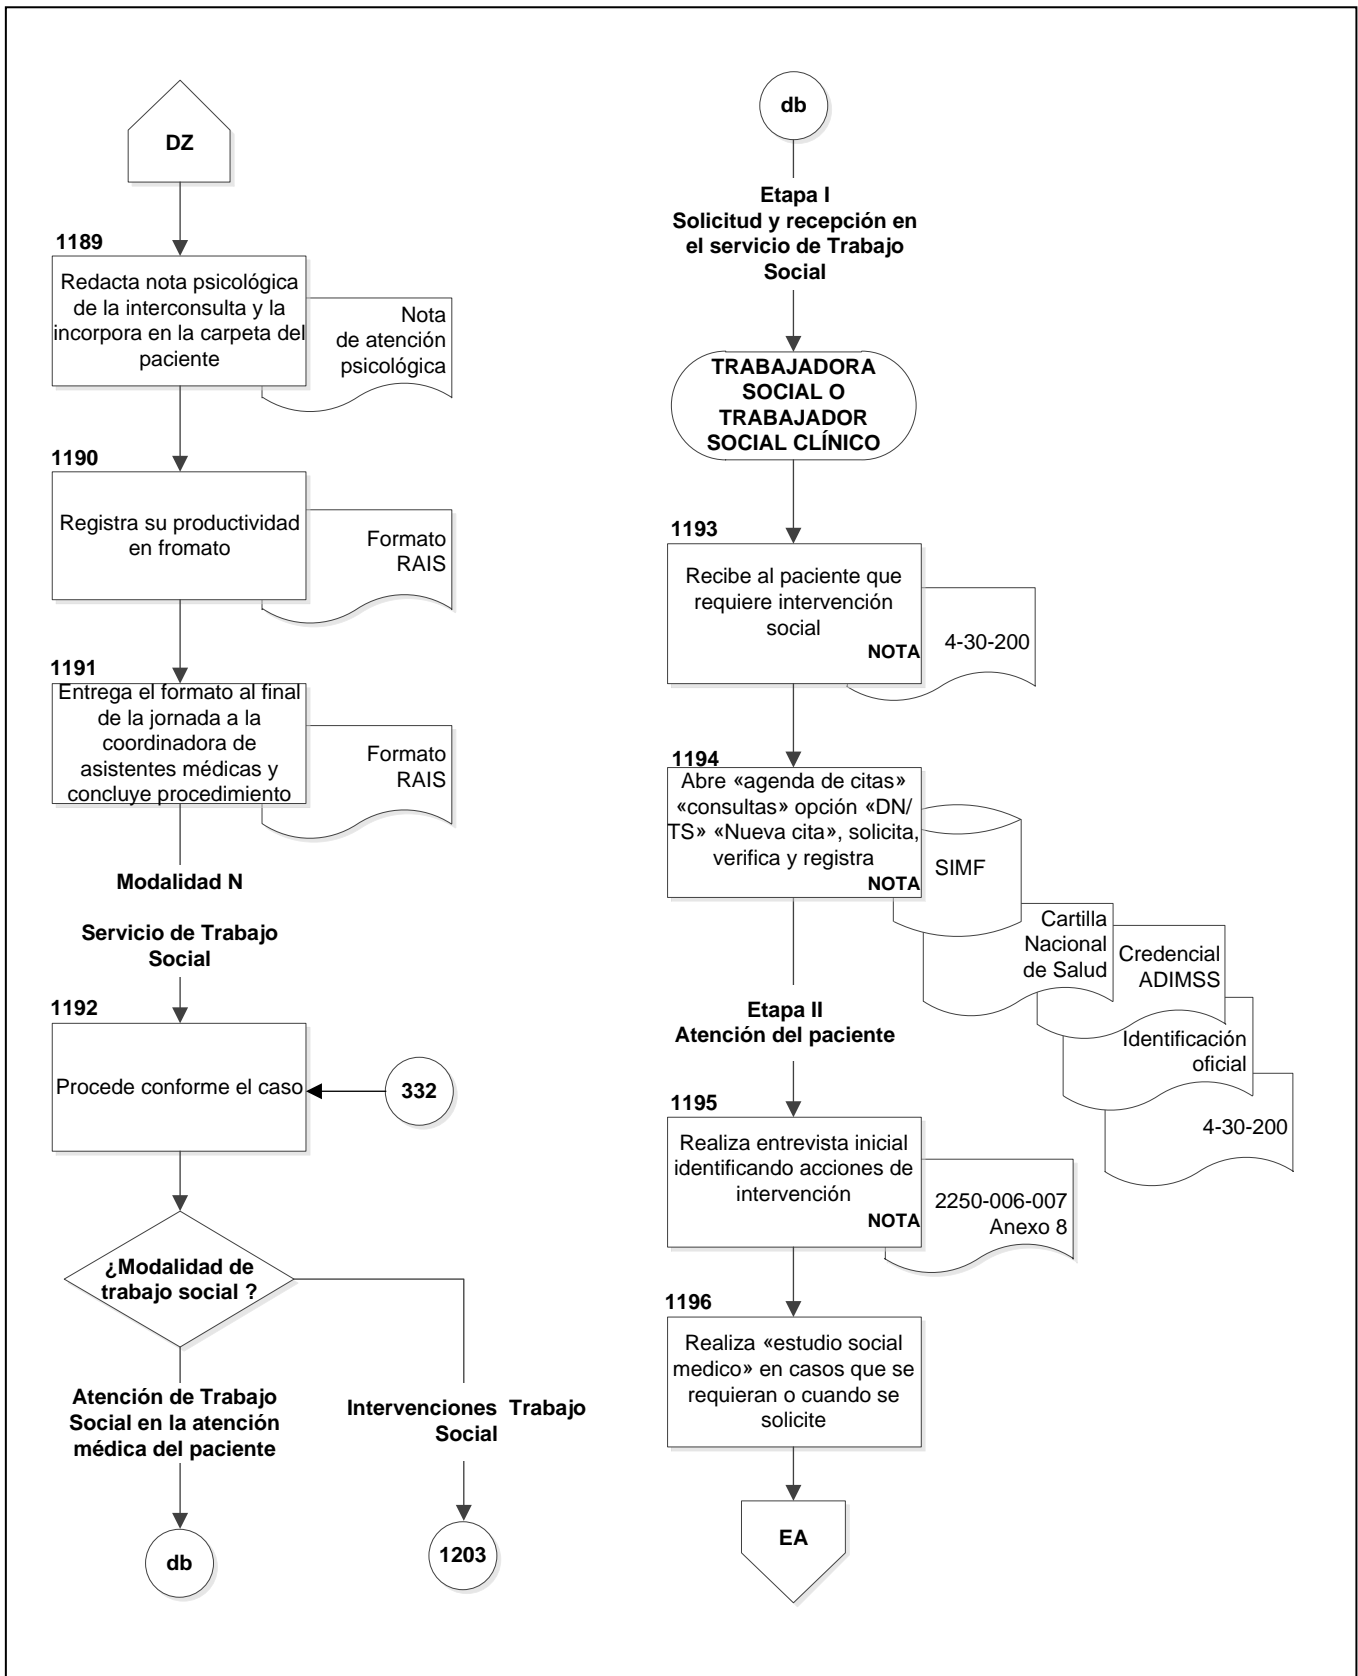 DZ
1189
Redacta nota psicológica
de la interconsulta y la
incorpora en la carpeta del
paciente
Nota
de atención
psicológica
1190
Registra su productividad
en fromato
Formato
RAIS
1191
Entrega el formato al final
de la jornada a la
coordinadora de
asistentes médicas y
concluye procedimiento
Formato
RAIS
Modalidad N
Servicio de Trabajo
Social
1192
Procede conforme el caso
332
¿Modalidad de
trabajo social ?
Atención de Trabajo
Social en la atención
médica del paciente
Intervenciones Trabajo
Social
db
1203
db
Etapa I
Solicitud y recepción en
el servicio de Trabajo
Social
TRABAJADORA
SOCIAL O
TRABAJADOR
SOCIAL CLÍNICO
1193
Recibe al paciente que
requiere intervención
social
NOTA
4-30-200
1194
Abre «agenda de citas»
«consultas» opción «DN/
TS» «Nueva cita», solicita,
verifica y registra
NOTA
SIMF
Cartilla
Nacional
de Salud
Credencial
ADIMSS
Identificación
oficial
4-30-200
Etapa II
Atención del paciente
1195
Realiza entrevista inicial
identificando acciones de
intervención
NOTA
2250-006-007
Anexo 8
1196
Realiza «estudio social
medico» en casos que se
requieran o cuando se
solicite
EA